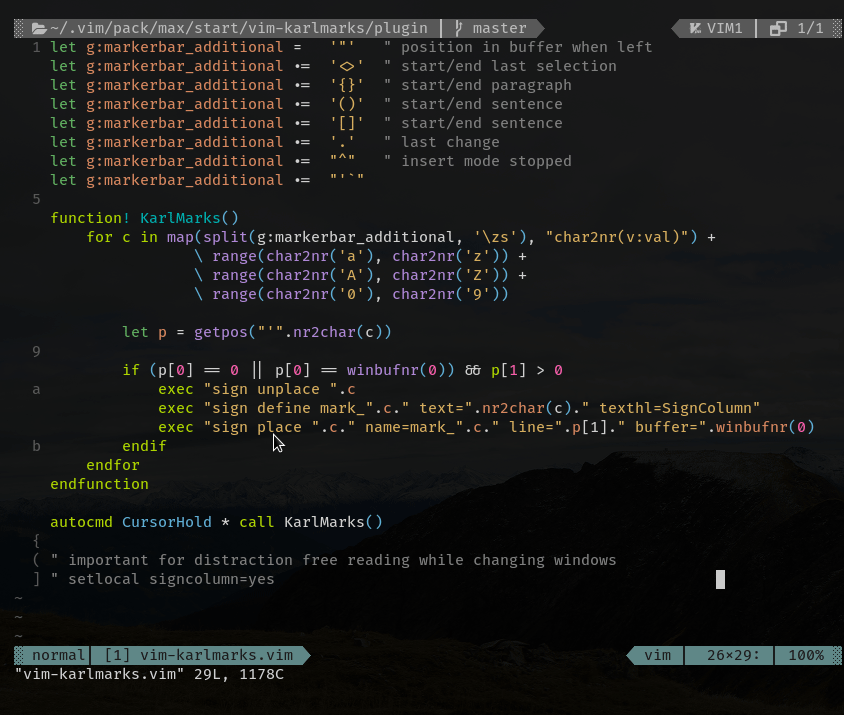 ~/.vim/pack/max/start/vim-karlmarks/plugin | master VIM1 | 1/1
1 let g:markerbar_additional = '"' " position in buffer when left
let g:markerbar_additional .= '<>' " start/end last selection
let g:markerbar_additional .= '{}' " start/end paragraph
let g:markerbar_additional .= '()' " start/end sentence
let g:markerbar_additional .= '[]' " start/end sentence
let g:markerbar_additional .= '.' " last change
let g:markerbar_additional .= "^" " insert mode stopped
let g:markerbar_additional .= "'`"
5
function! KarlMarks()
for c in map(split(g:markerbar_additional, '\zs'), "char2nr(v:val)") +
\ range(char2nr('a'), char2nr('z')) +
\ range(char2nr('A'), char2nr('Z')) +
\ range(char2nr('0'), char2nr('9'))
let p = getpos("'".nr2char(c))
9
if (p[0] == 0 || p[0] == winbufnr(0)) && p[1] > 0
a exec "sign unplace ".c
exec "sign define mark_".c." text=".nr2char(c)." texthl=SignColumn"
exec "sign place ".c." name=mark_".c." line=".p[1]." buffer=".winbufnr(0)
b endif
endfor
endfunction
autocmd CursorHold * call KarlMarks()
{
( " important for distraction free reading while changing windows
] " setlocal signcolumn=yes
~
~
~
normal [1] vim-karlmarks.vim vim 26×29: 100%
"vim-karlmarks.vim" 29L, 1178C